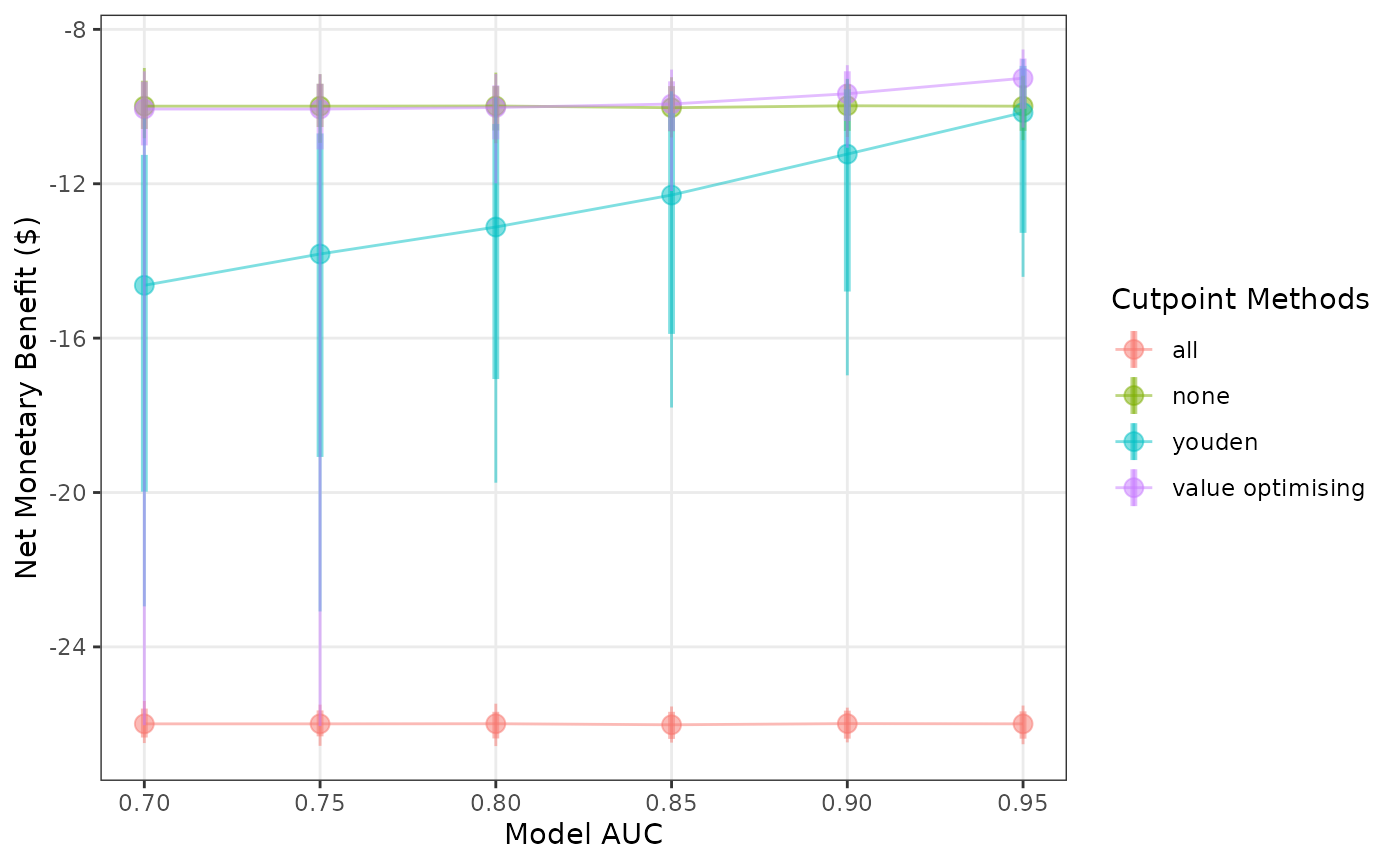 -8
-12
-16
-20
-24
Net Monetary Benefit ($)
0.70 0.75 0.80 0.85 0.90 0.95
Model AUC
Cutpoint Methods
all
none
youden
value optimising